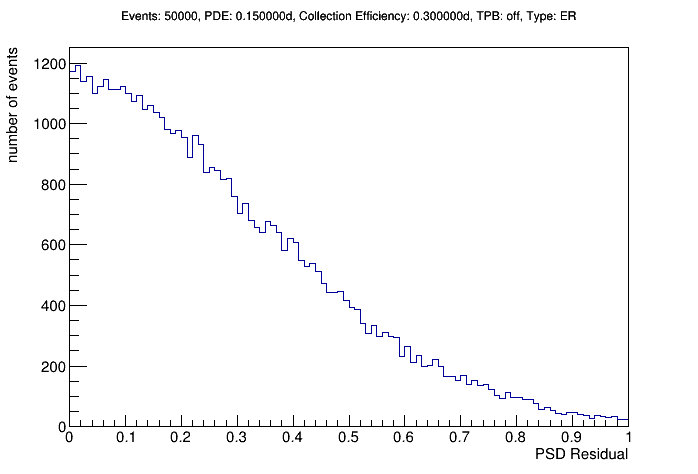 Events: 50000, PDE: 0.150000d, Collection Efficiency: 0.300000d, TPB: off, Type: ER
number of events
1200
1000
800
600
400
200
0
0 0.1 0.2 0.3 0.4 0.5 0.6 0.7 0.8 0.9 1
PSD Residual